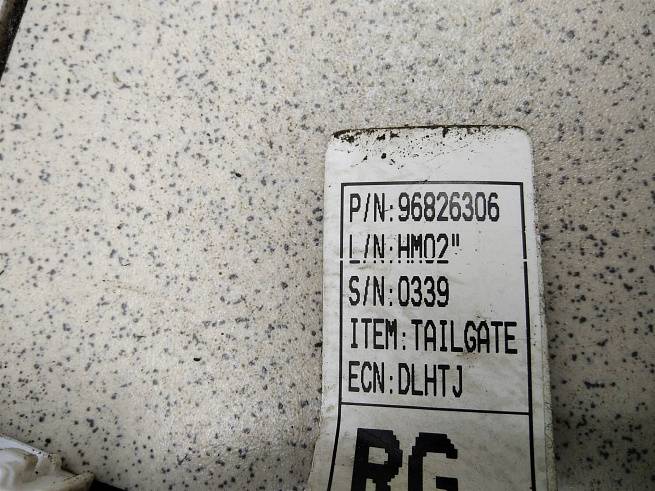 P/N:96826306
L/N:HM02"
S/N:0339
ITEM:TAILGATE
ECN:DLHTJ
RG